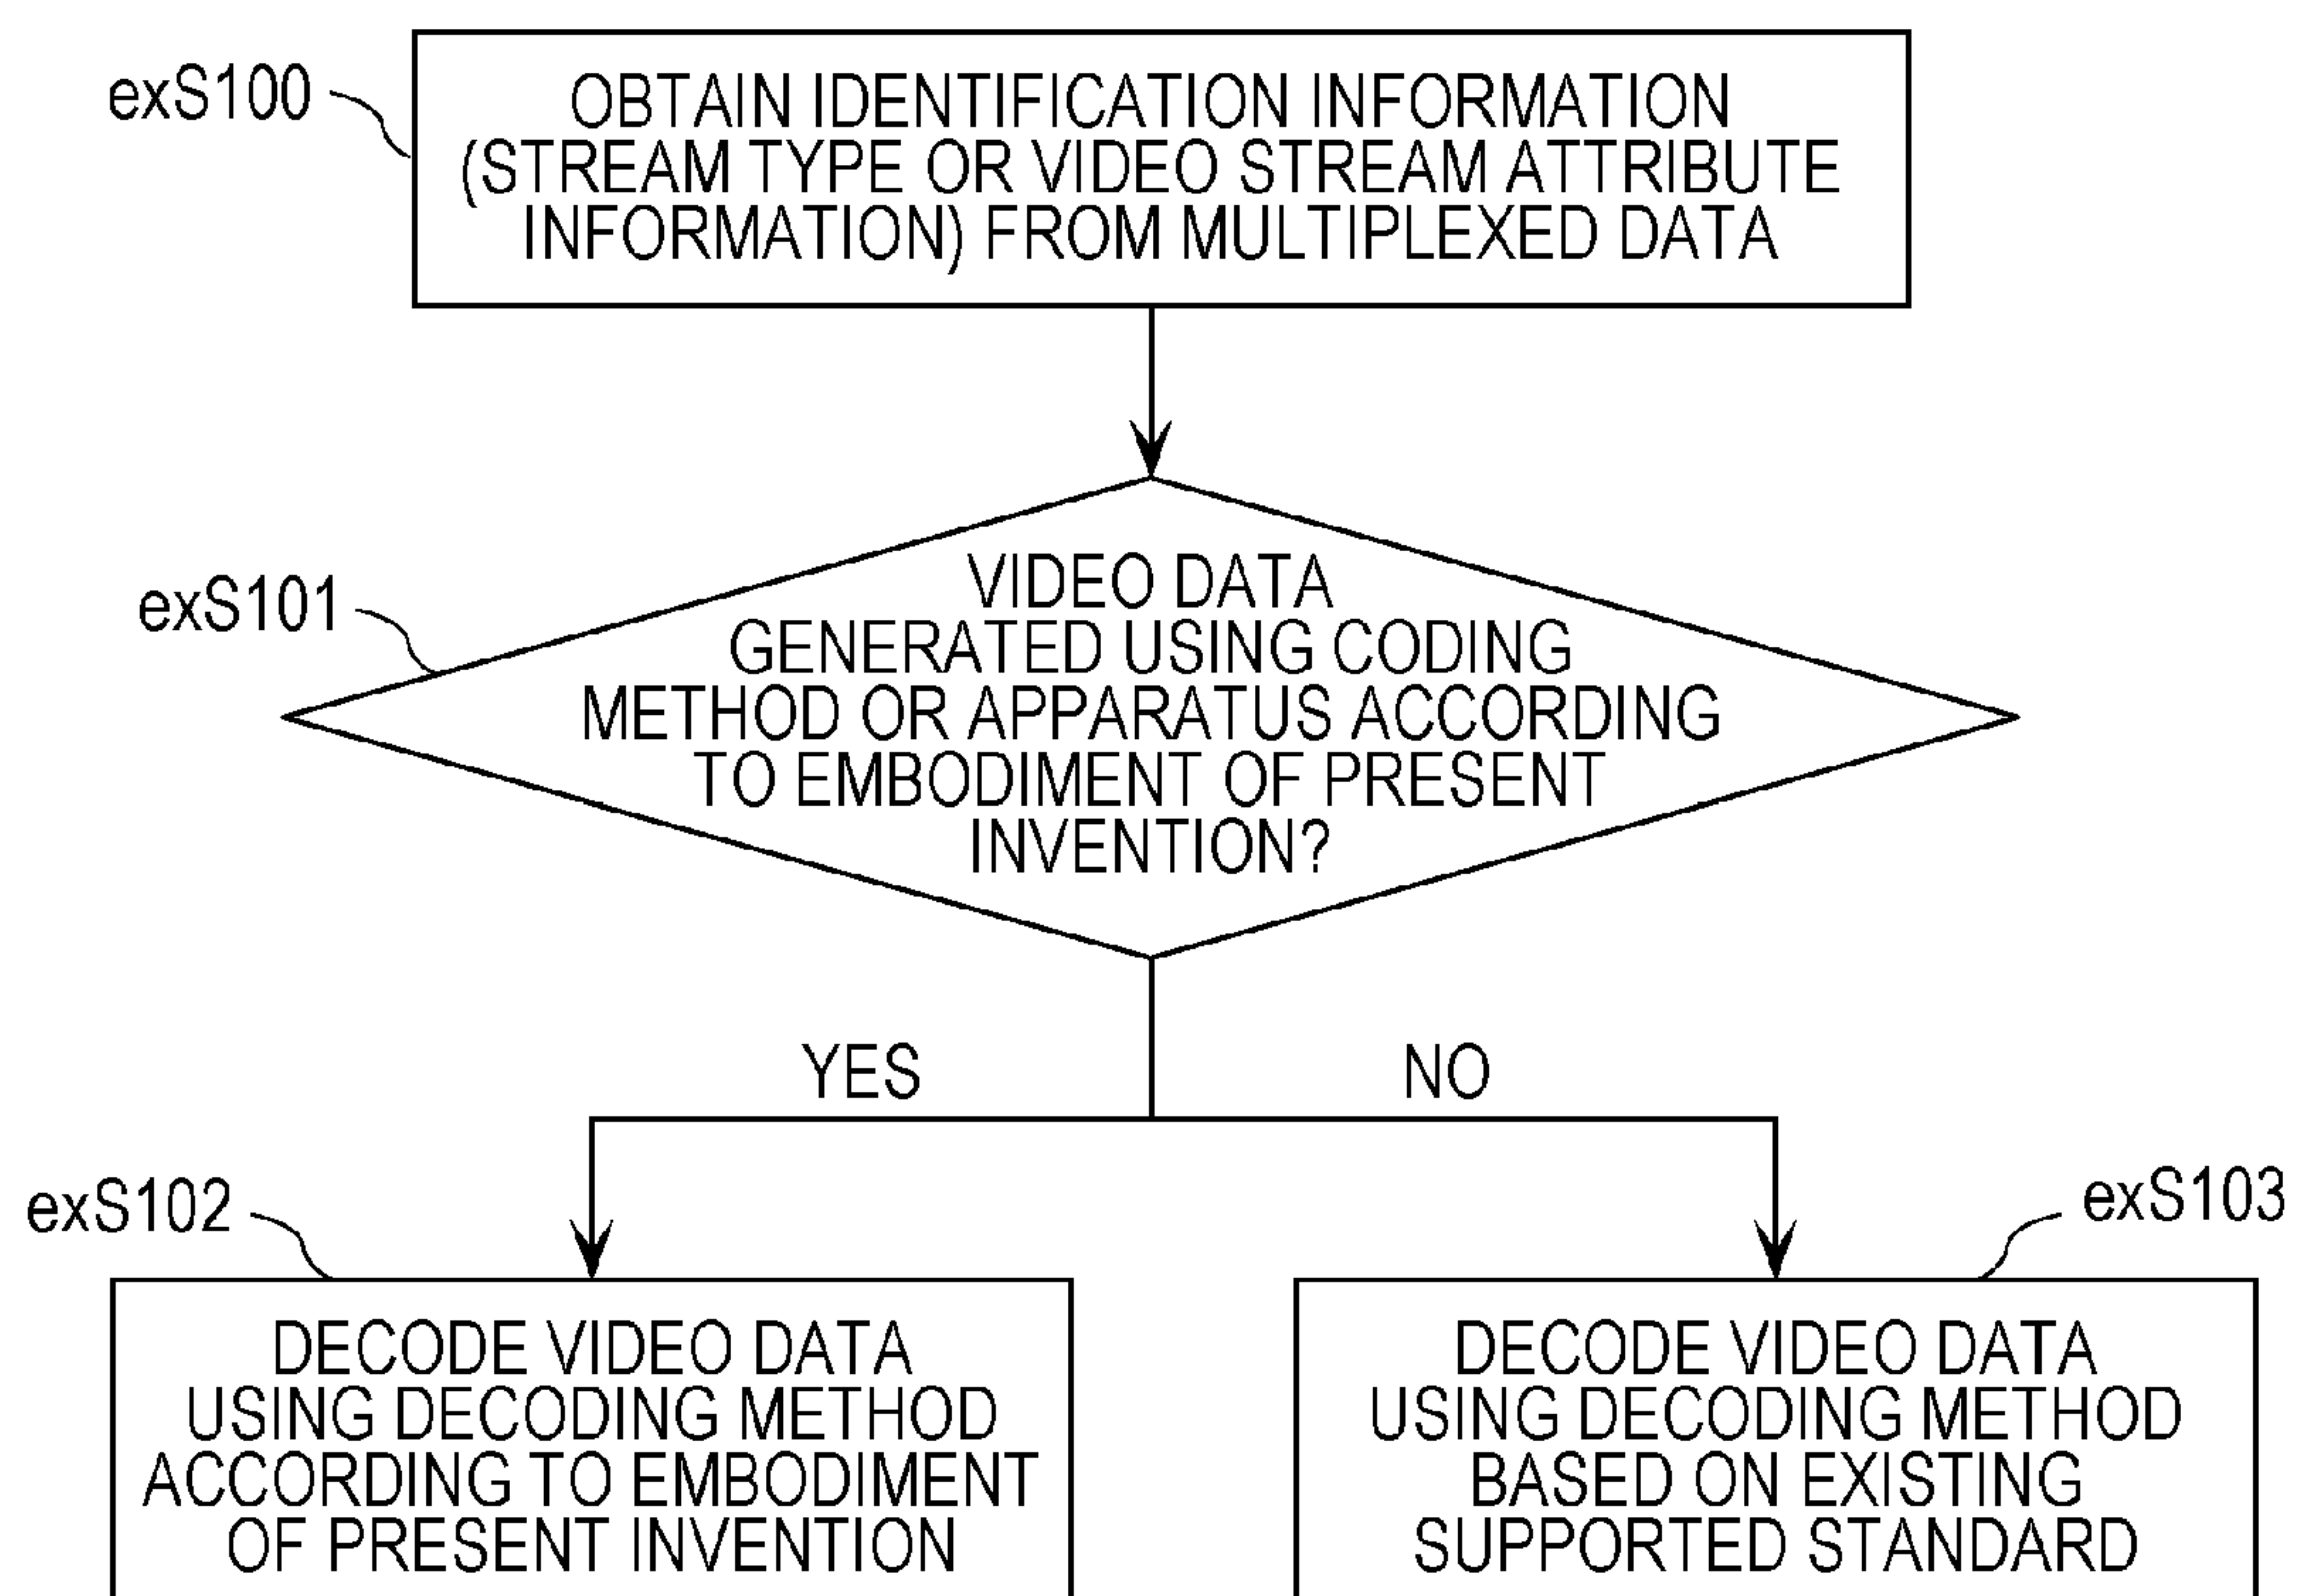 exS100
OBTAIN IDENTIFICATION INFORMATION
(STREAM TYPE OR VIDEO STREAM ATTRIBUTE
INFORMATION) FROM MULTIPLEXED DATA
exS101
VIDEO DATA
GENERATED USING CODING
METHOD OR APPARATUS ACCORDING
TO EMBODIMENT OF PRESENT
INVENTION?
YES
NO
exS102
DECODE VIDEO DATA
USING DECODING METHOD
ACCORDING TO EMBODIMENT
OF PRESENT INVENTION
exS103
DECODE VIDEO DATA
USING DECODING METHOD
BASED ON EXISTING
SUPPORTED STANDARD